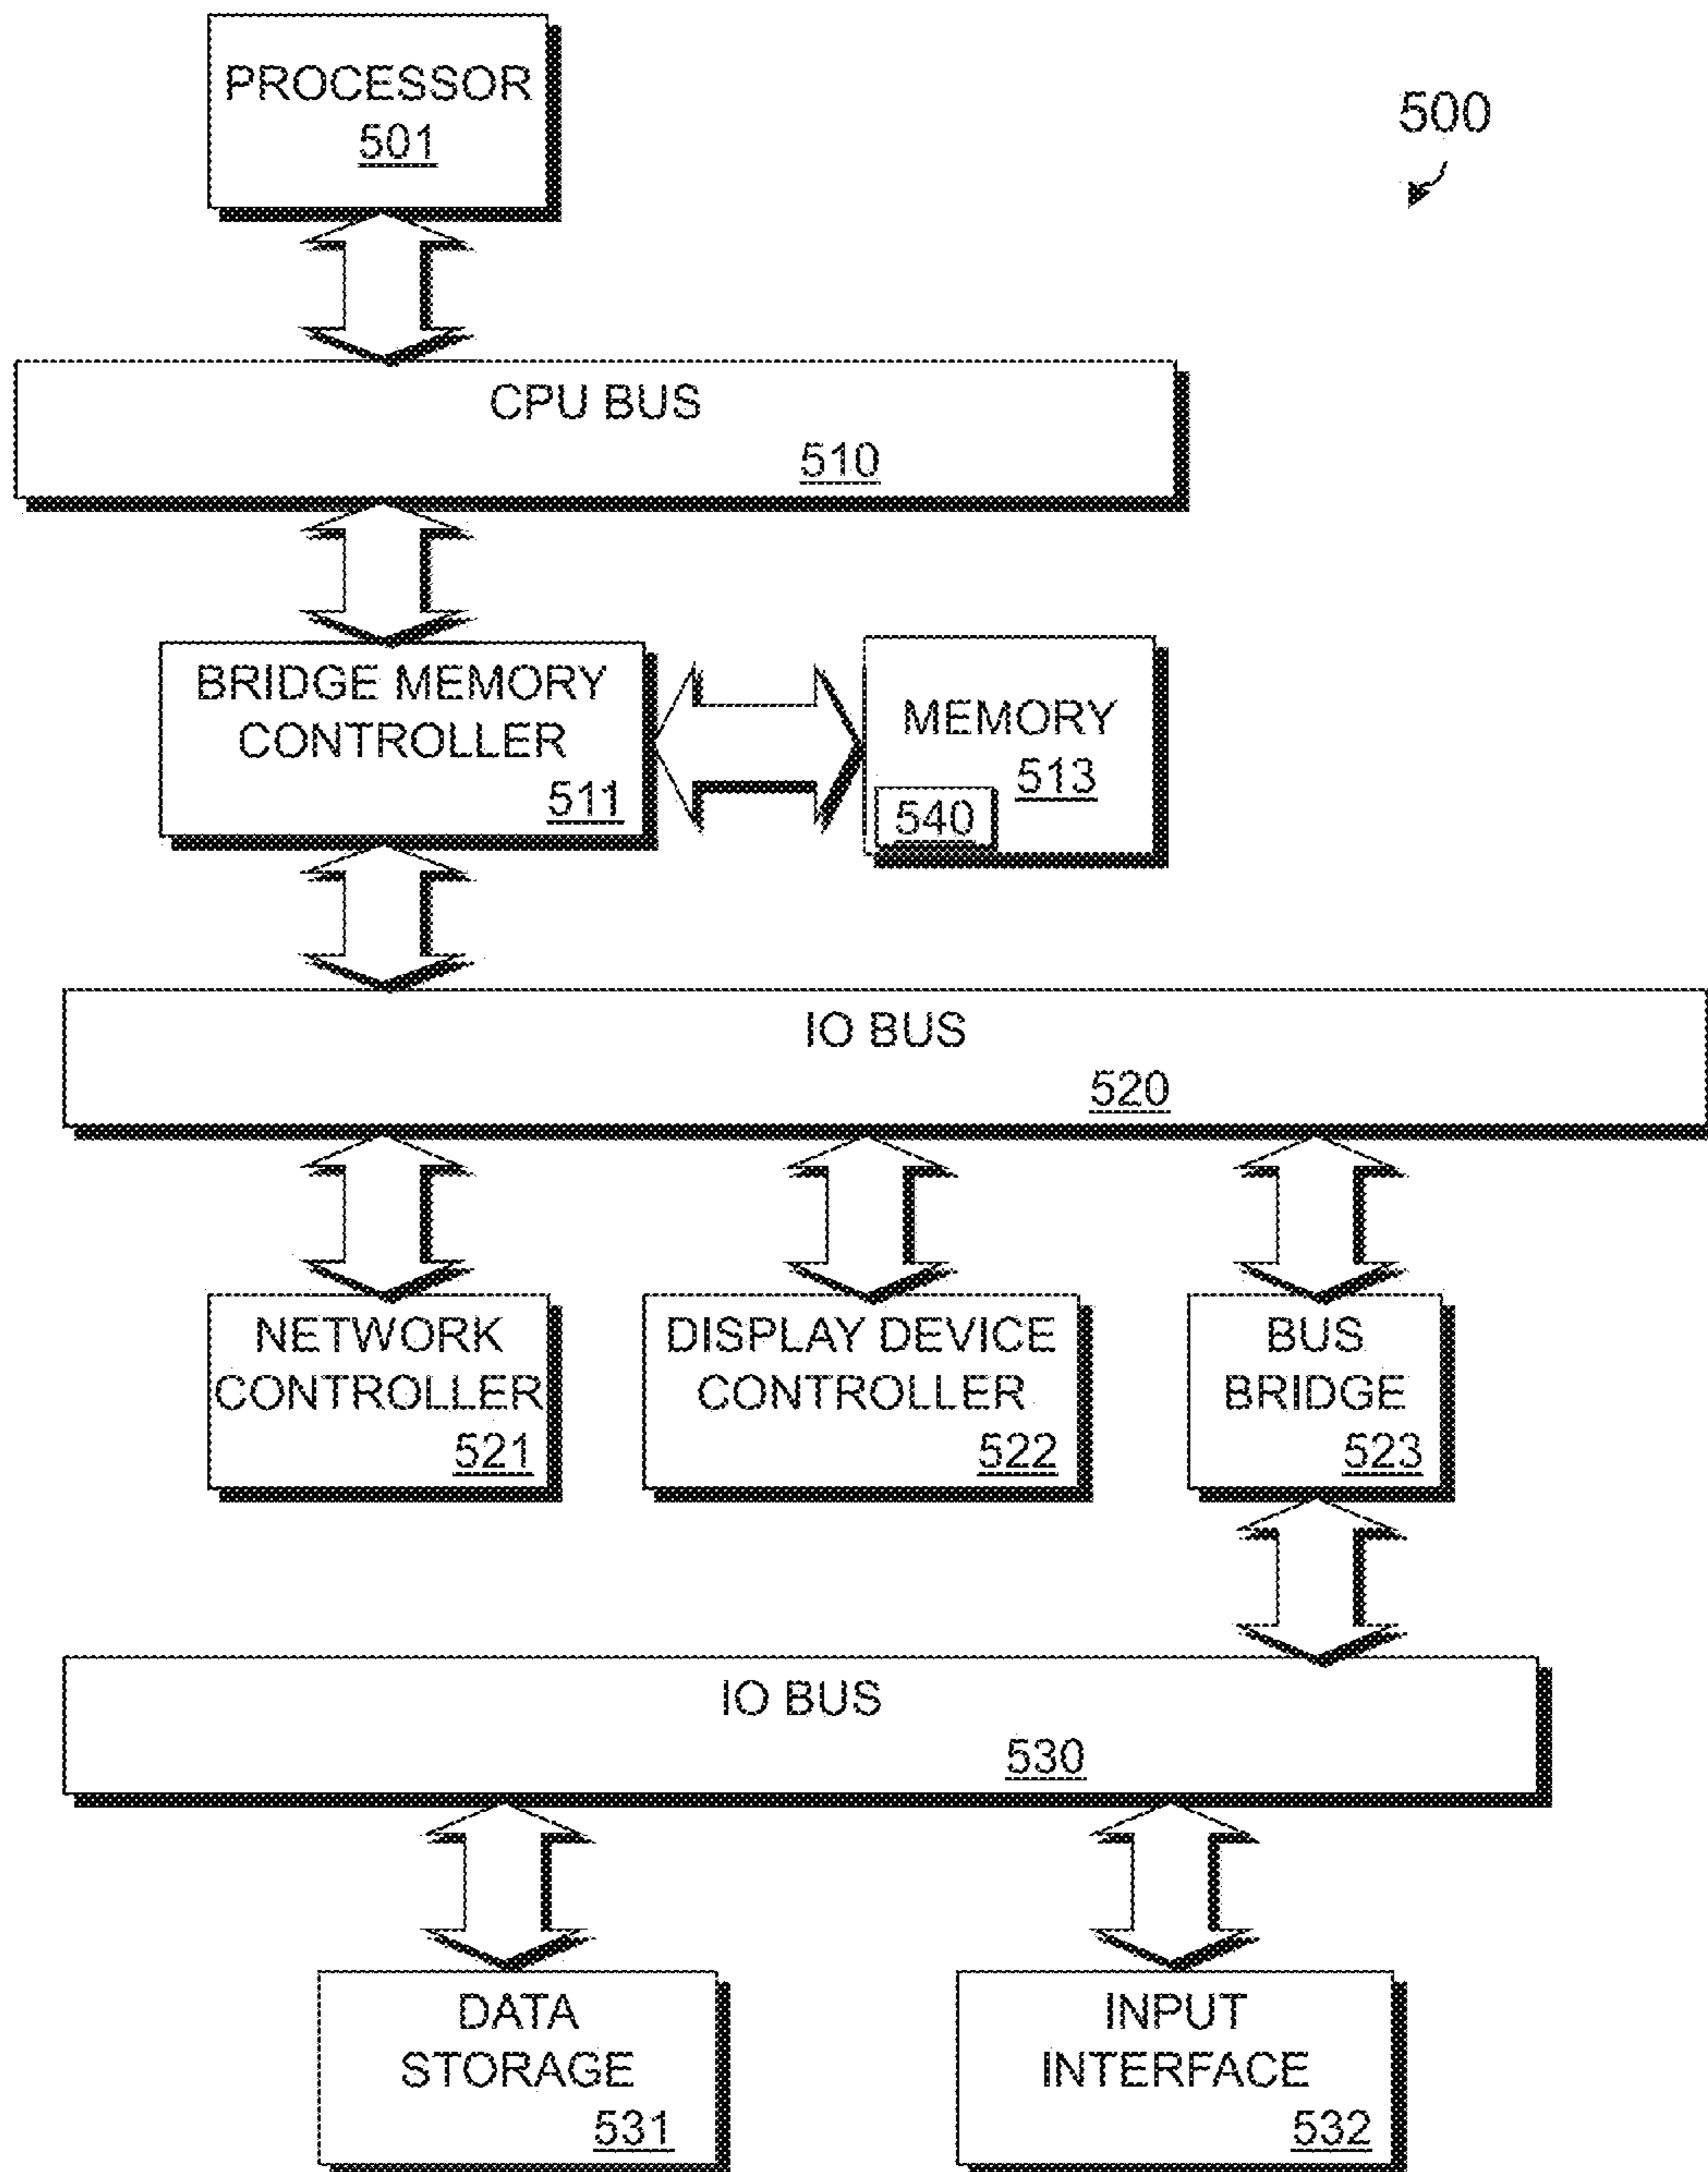 PROCESSOR
501
500
CPU BUS
510
BRIDGE MEMORY
CONTROLLER
511
MEMORY
513
540
IO BUS
520
NETWORK
CONTROLLER
521
DISPLAY DEVICE
CONTROLLER
522
BUS
BRIDGE
523
IO BUS
530
DATA
STORAGE
531
INPUT
INTERFACE
532